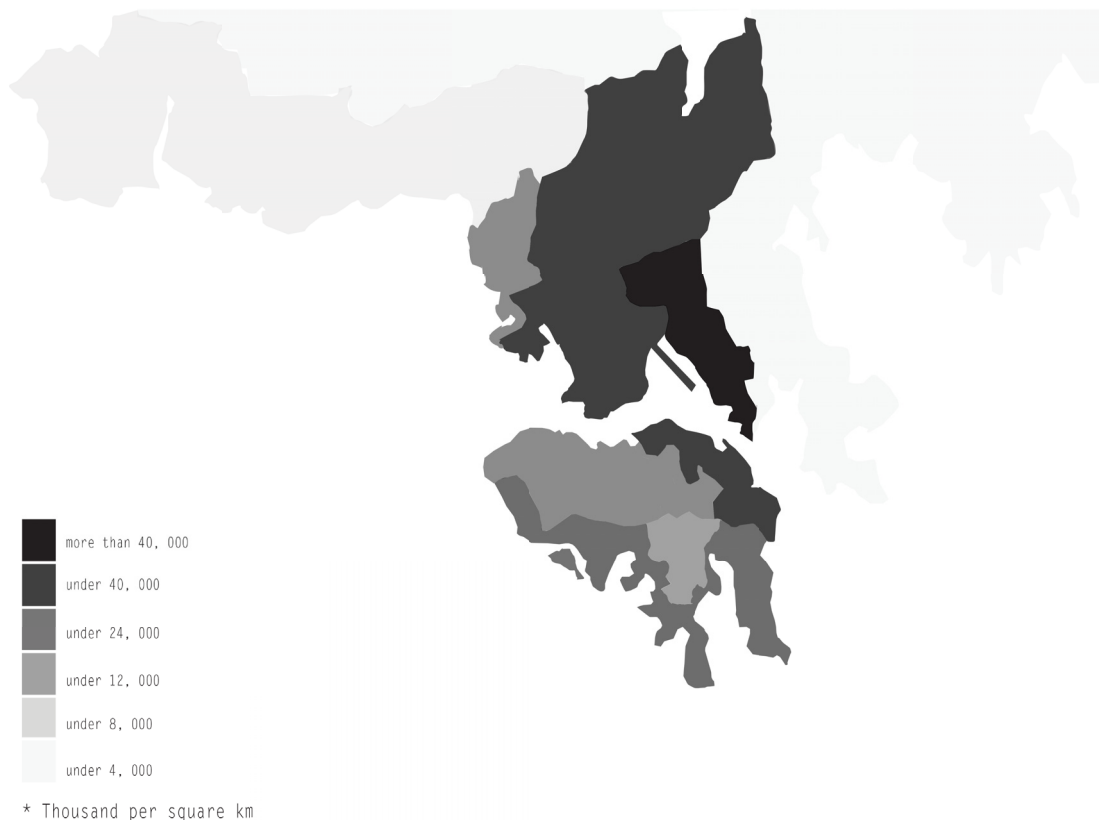 more than 40, 000
under 40, 000
under 24, 000
under 12, 000
under 8, 000
under 4, 000
* Thousand per square km